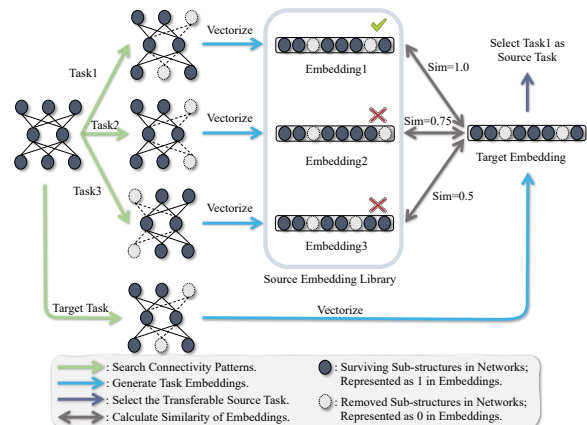 Task1
Vectorize
Embedding1
Sim=1.0
Select Task1 as
Source Task
Task2
Vectorize
Embedding2
Sim=0.75
Target Embedding
Task3
Vectorize
Embedding3
Sim=0.5
Source Embedding Library
Target Task
Vectorize
: Search Connectivity Patterns.
: Generate Task Embeddings.
: Select the Transferable Source Task.
: Calculate Similarity of Embeddings.
: Surviving Sub-structures in Networks;
Represented as 1 in Embeddings.
: Removed Sub-structures in Networks;
Represented as 0 in Embeddings.